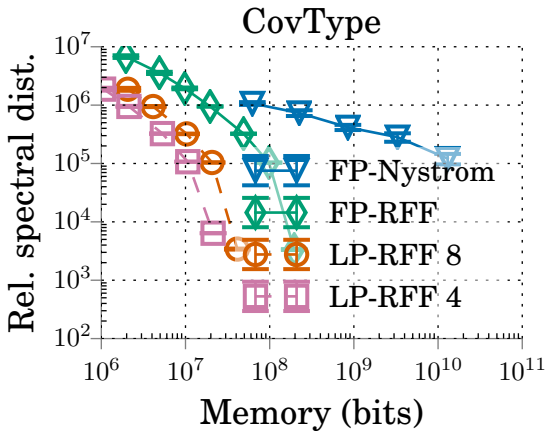 CovType
Rel. spectral dist.
10^7
10^6
10^5
10^4
10^3
10^2
FP-Nystrom
FP-RFF
LP-RFF 8
LP-RFF 4
10^6 10^7 10^8 10^9 10^10 10^11
Memory (bits)